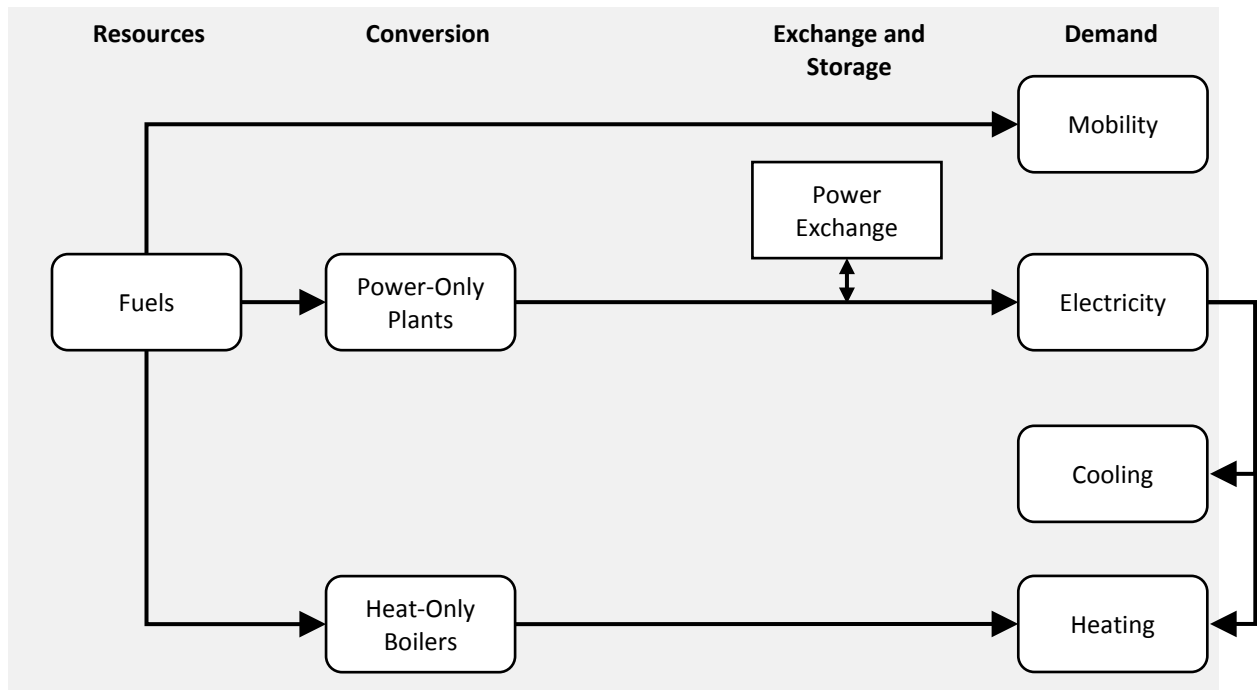 Resources
Conversion
Exchange and
Storage
Demand
Mobility
Power
Exchange
Fuels
Power-Only
Plants
Electricity
Cooling
Heat-Only
Boilers
Heating